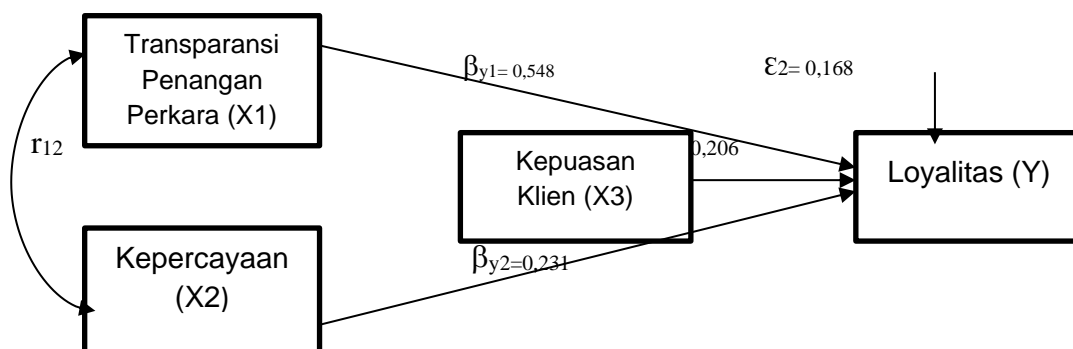 Transparansi
Penangan
Perkara (X1)
βy1= 0,548
Ԑ2= 0,168
r12
Kepuasan
Klien (X3)
0,206
Loyalitas (Y)
Kepercayaan
(X2)
βy2=0,231